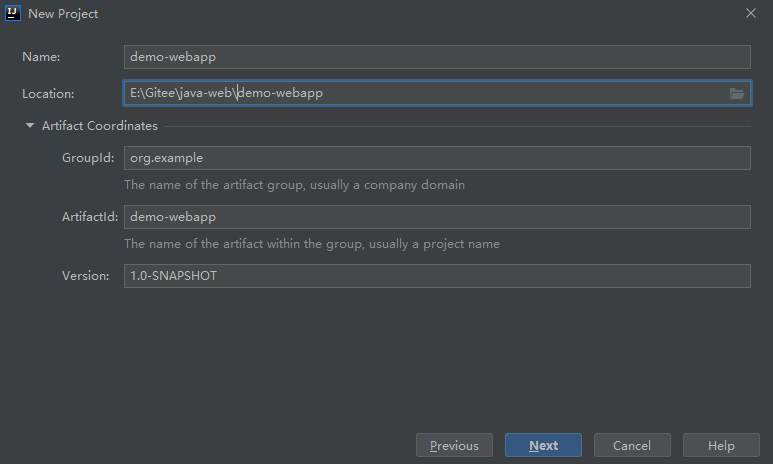 IJ New Project
Name: demo-webapp
Location: E:\Gitee\java-web\demo-webapp
Artifact Coordinates
GroupId: org.example
The name of the artifact group, usually a company domain
ArtifactId: demo-webapp
The name of the artifact within the group, usually a project name
Version: 1.0-SNAPSHOT
Previous Next Cancel Help